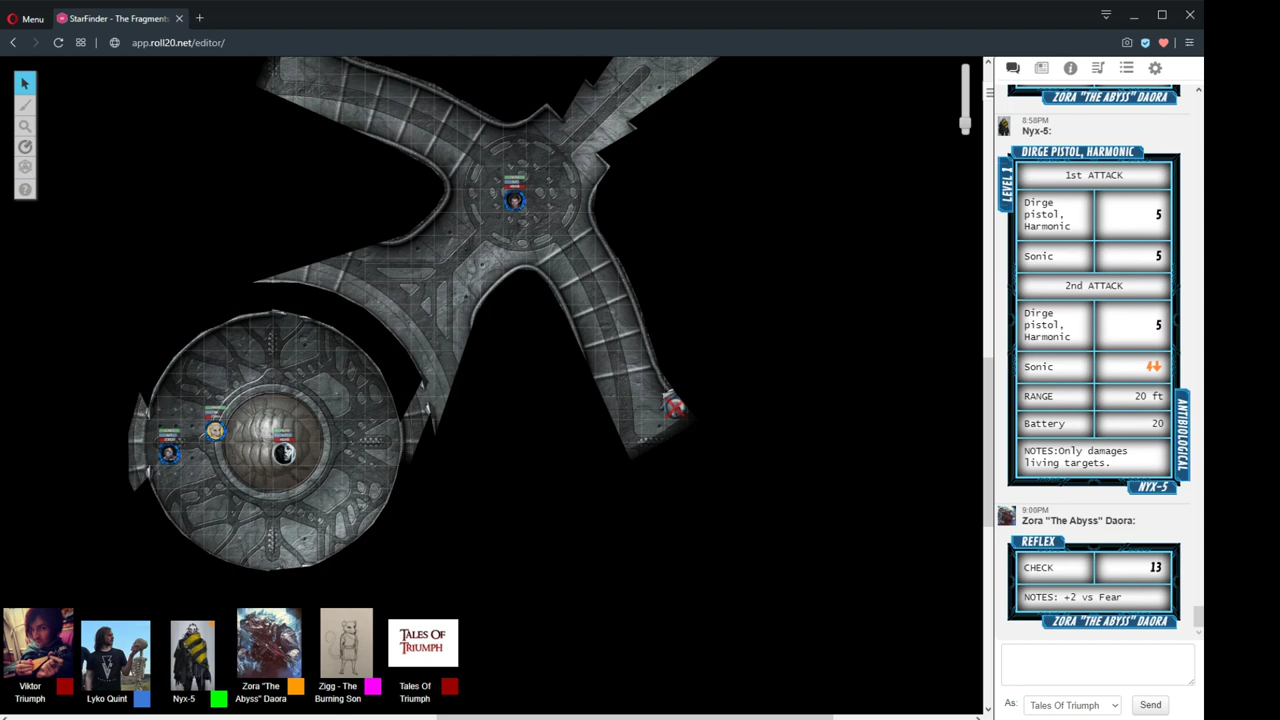 Menu
StarFinder - The Fragments
app.roll20.net/editor/
ZORA "THE ABYSS" DAORA
8:58PM
Nyx-5:
DIRGE PISTOL, HARMONIC
LEVEL 1
1st ATTACK
Dirge
pistol,
Harmonic
5
Sonic
5
2nd ATTACK
Dirge
pistol,
Harmonic
5
Sonic
RANGE
20 ft
Battery
20
NOTES:Only damages
living targets.
ANTIBIOLOGICAL
NYX-5
9:00PM
Zora "The Abyss" Daora:
REFLEX
CHECK
13
NOTES: +2 vs Fear
ZORA "THE ABYSS" DAORA
TALES OF
TRIUMPH
Viktor
Triumph
Lyko Quint
Nyx-5
Zora "The
Abyss" Daora
Zigg - The
Burning Son
Tales Of
Triumph
As:
Tales Of Triumph
Send